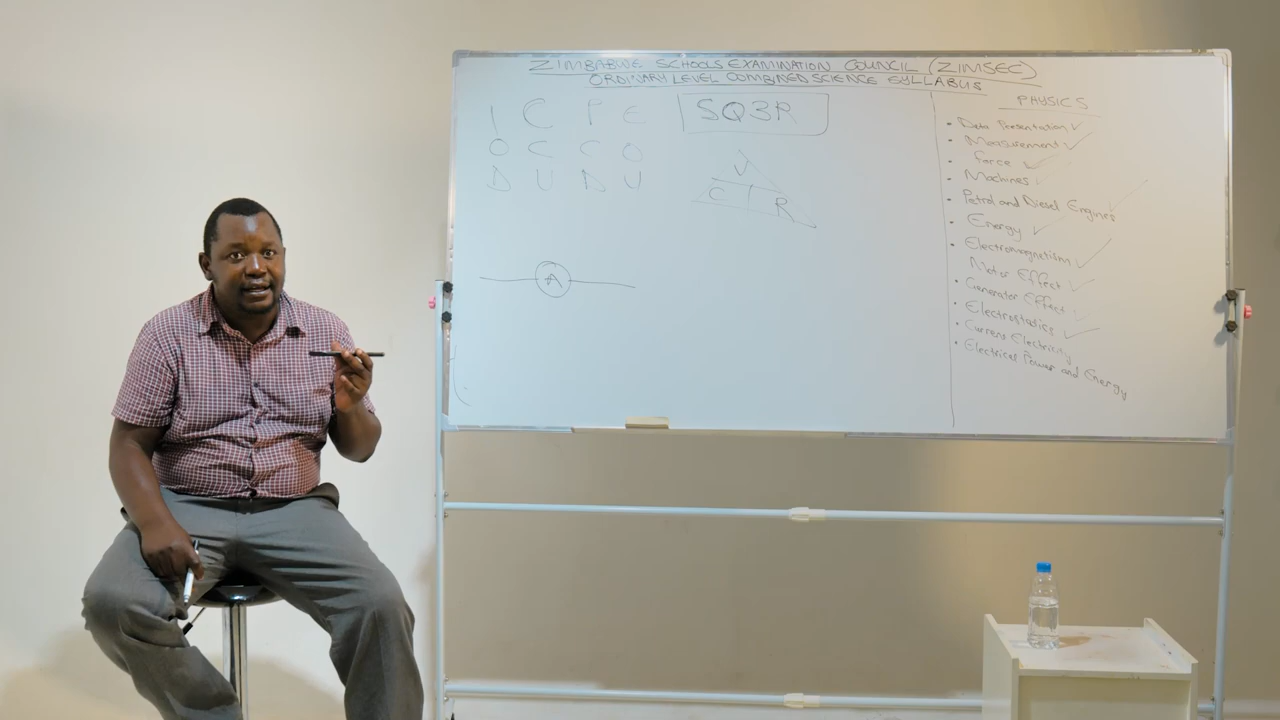 ZIMBABWE SCHOOLS EXAMINATION COUNCIL (ZIMSEC)
ORDINARY LEVEL COMBINED SCIENCE SYLLABUS
I C F E
O C C O
D U D U
SQ3R
V
C R
A
PHYSICS
• Data Presentation ✓
• Measurement ✓
• Force ✓
• Machines ✓
• Petrol and Diesel Engines ✓
• Energy ✓
• Electromagnetism ✓
Motor Effect ✓
• Generator Effect
• Electrostatics ✓
• Current Electricity
• Electrical Power and Energy